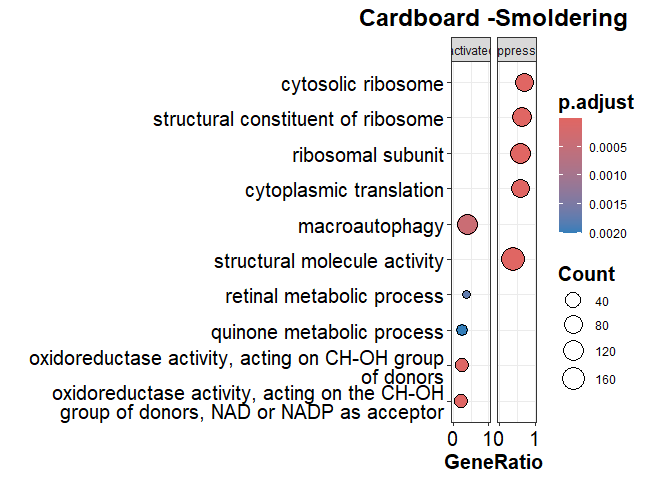 Cardboard -Smoldering
activated
ppress
cytosolic ribosome
structural constituent of ribosome
ribosomal subunit
cytoplasmic translation
macroautophagy
structural molecule activity
retinal metabolic process
quinone metabolic process
oxidoreductase activity, acting on CH-OH group
of donors
oxidoreductase activity, acting on the CH-OH
group of donors, NAD or NADP as acceptor
0 1 0 1
GeneRatio
p.adjust
0.0005
0.0010
0.0015
0.0020
Count
40
80
120
160